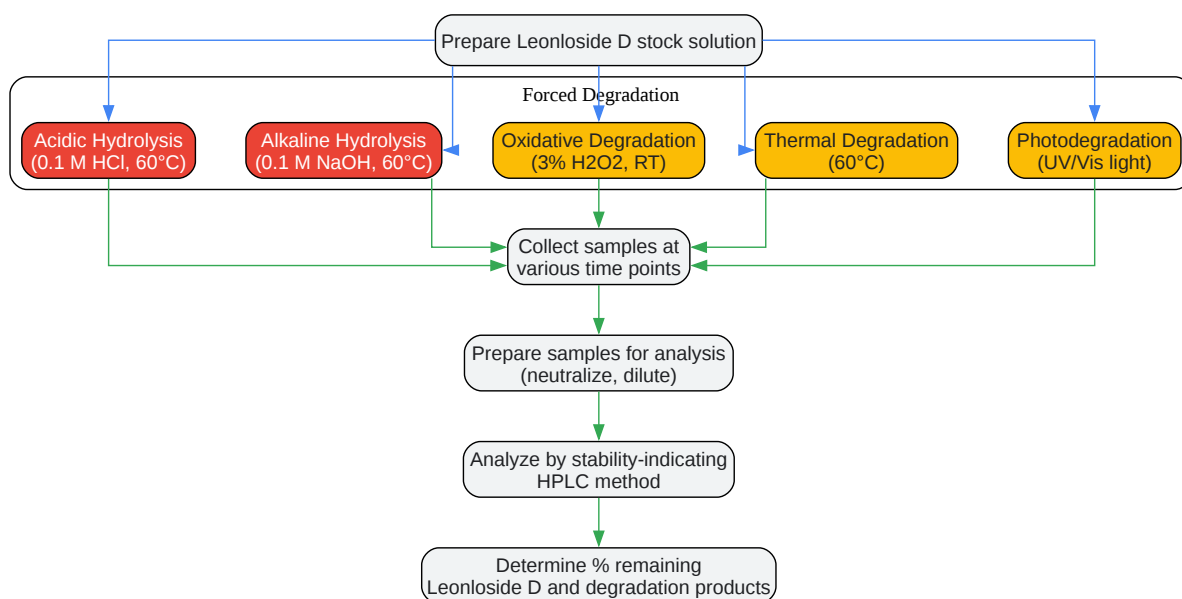 Prepare Leonloside D stock solution
Forced Degradation
Acidic Hydrolysis
(0.1 M HCl, 60°C)
Alkaline Hydrolysis
(0.1 M NaOH, 60°C)
Oxidative Degradation
(3% H2O2, RT)
Thermal Degradation
(60°C)
Photodegradation
(UV/Vis light)
Collect samples at
various time points
Prepare samples for analysis
(neutralize, dilute)
Analyze by stability-indicating
HPLC method
Determine % remaining
Leonloside D and degradation products